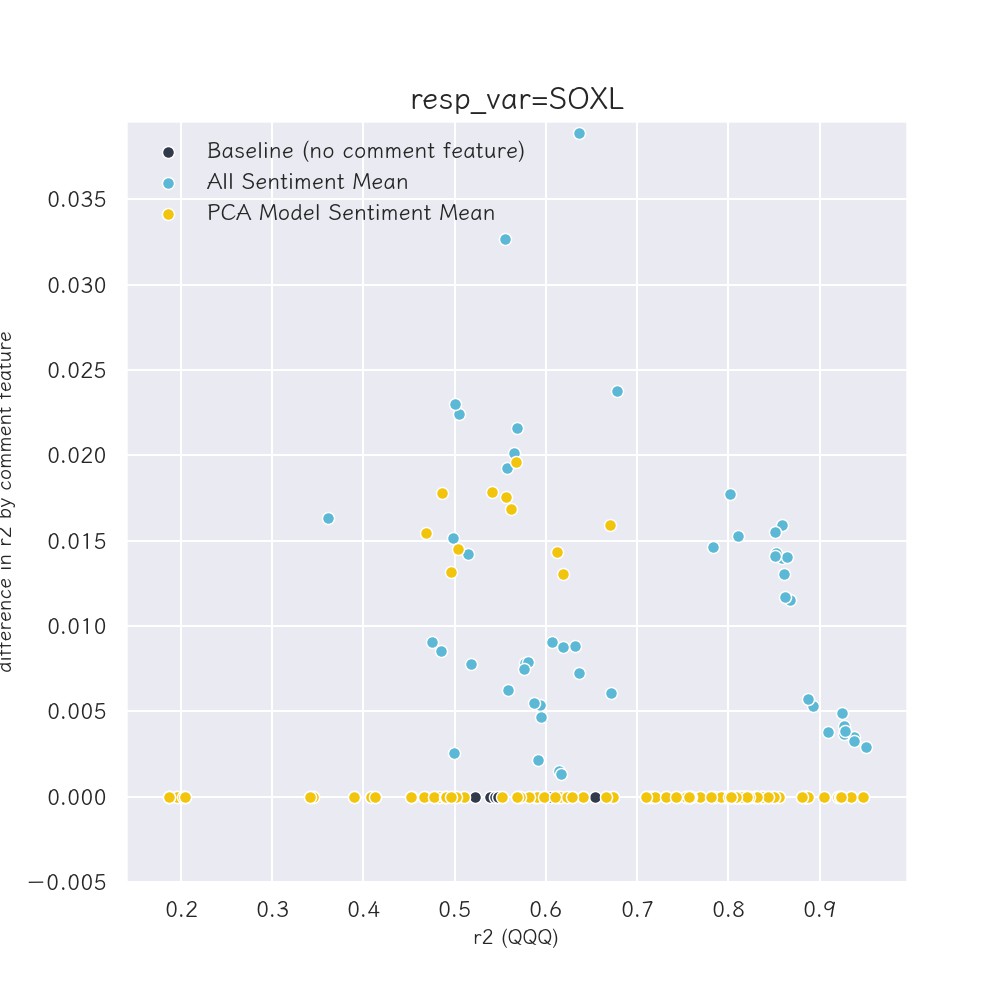 resp_var=SOXL
Baseline (no comment feature)
All Sentiment Mean
PCA Model Sentiment Mean
0.035
0.030
0.025
0.020
0.015
0.010
0.005
0.000
−0.005
difference in r2 by comment feature
0.2 0.3 0.4 0.5 0.6 0.7 0.8 0.9
r2 (QQQ)